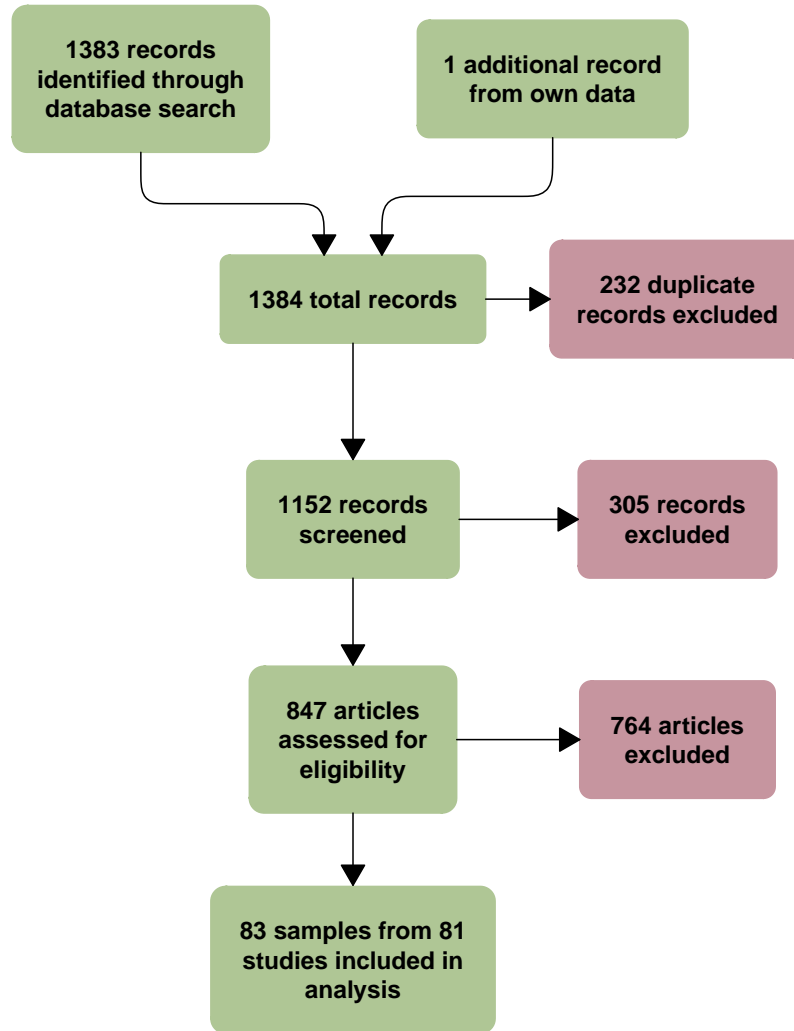 1383 records
identified through
database search
1 additional record
from own data
1384 total records
232 duplicate
records excluded
1152 records
screened
305 records
excluded
847 articles
assessed for
eligibility
764 articles
excluded
83 samples from 81
studies included in
analysis